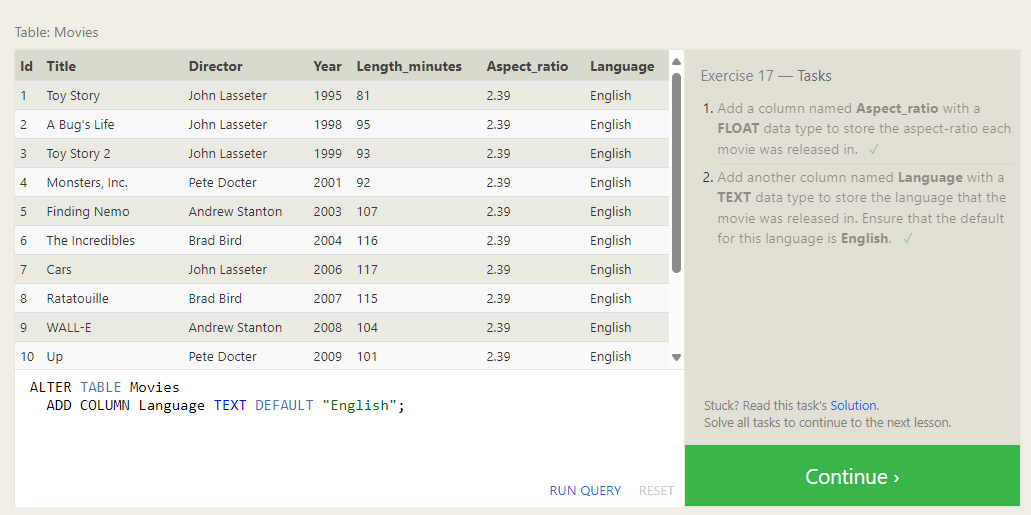 Table: Movies
Id Title Director Year Length_minutes Aspect_ratio Language
1 Toy Story John Lasseter 1995 81 2.39 English
2 A Bug's Life John Lasseter 1998 95 2.39 English
3 Toy Story 2 John Lasseter 1999 93 2.39 English
4 Monsters, Inc. Pete Docter 2001 92 2.39 English
5 Finding Nemo Andrew Stanton 2003 107 2.39 English
6 The Incredibles Brad Bird 2004 116 2.39 English
7 Cars John Lasseter 2006 117 2.39 English
8 Ratatouille Brad Bird 2007 115 2.39 English
9 WALL-E Andrew Stanton 2008 104 2.39 English
10 Up Pete Docter 2009 101 2.39 English
ALTER TABLE Movies
ADD COLUMN Language TEXT DEFAULT "English";
RUN QUERY RESET
Exercise 17 — Tasks
1. Add a column named Aspect_ratio with a
FLOAT data type to store the aspect-ratio each
movie was released in. ✓
2. Add another column named Language with a
TEXT data type to store the language that the
movie was released in. Ensure that the default
for this language is English. ✓
Stuck? Read this task's Solution.
Solve all tasks to continue to the next lesson.
Continue ›